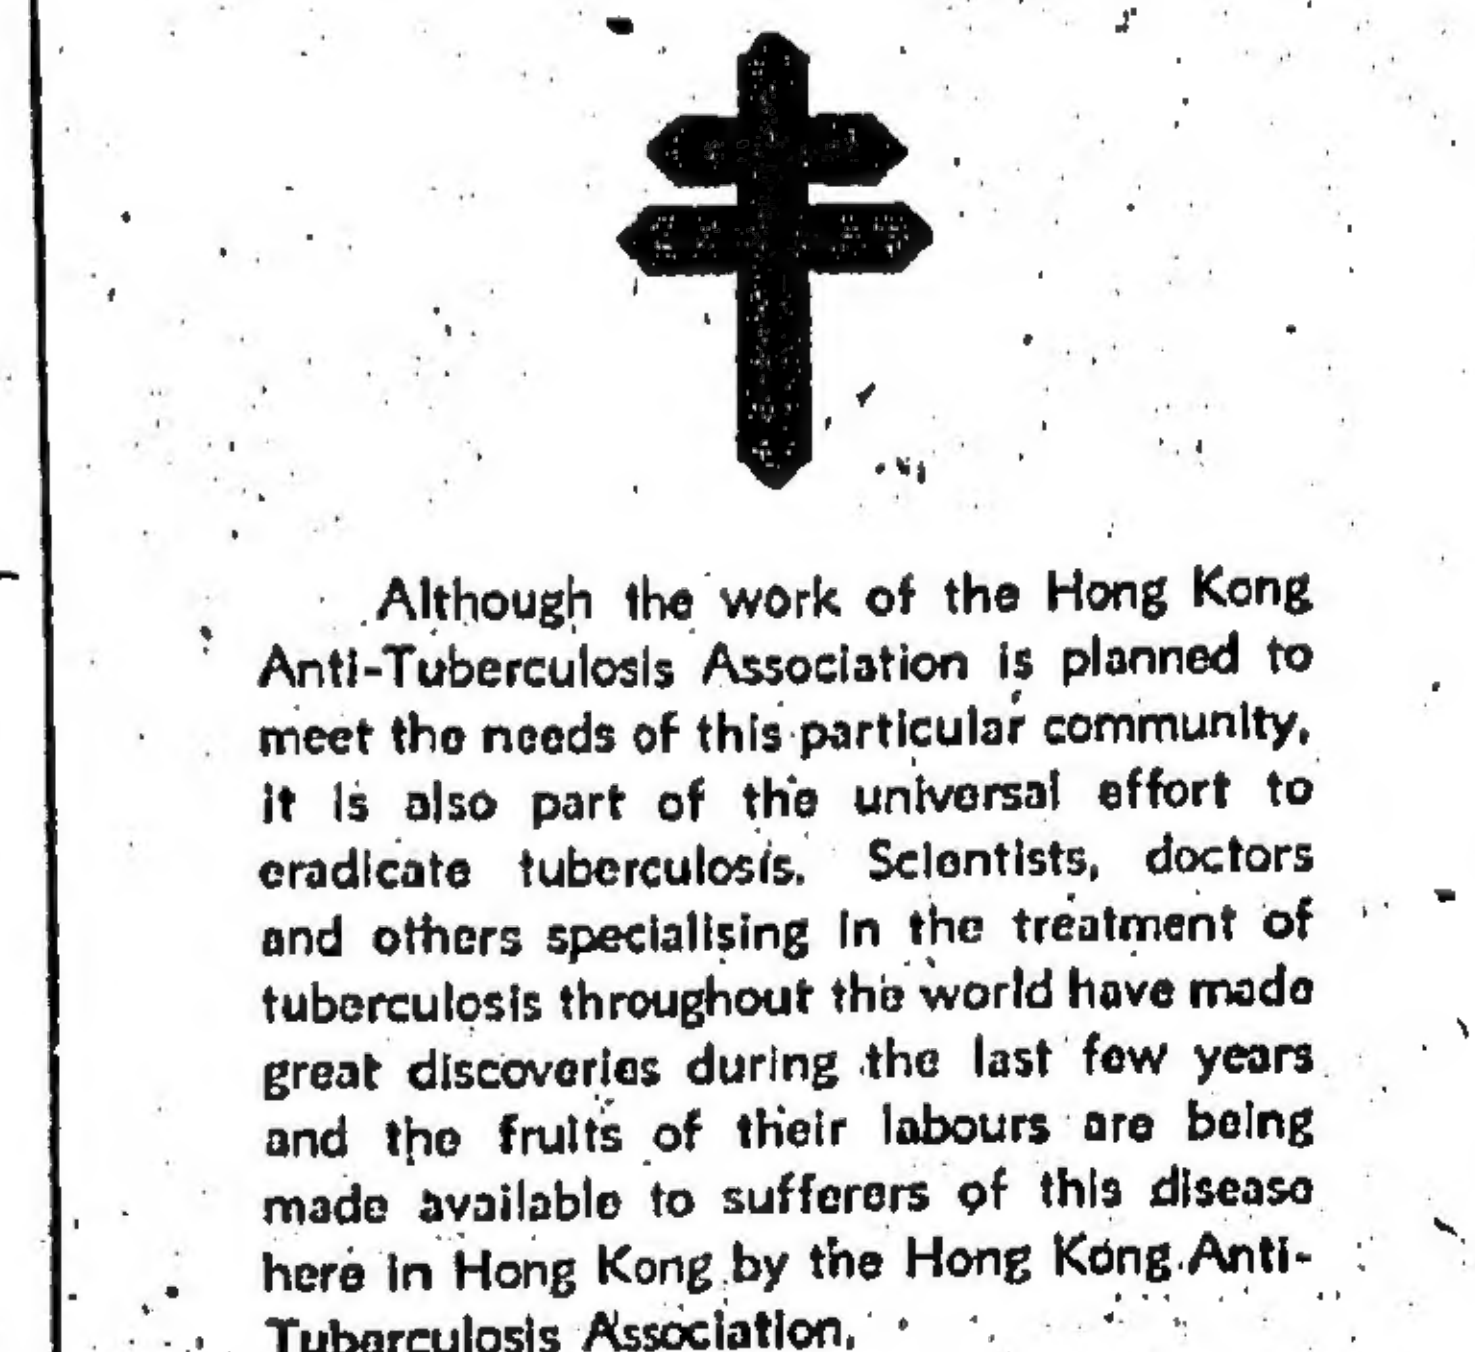 Although the work of the Hong Kong
Anti-Tuberculosis Association is planned to
meet the needs of this particular community,
it is also part of the universal effort to
eradicate tuberculosis. Scientists, doctors
and others specialising in the treatment of
tuberculosis throughout the world have made
great discoveries during the last few years
and the fruits of their labours are being
made available to sufferers of this disease
here in Hong Kong by the Hong Kong Anti-
Tuberculosis Association.